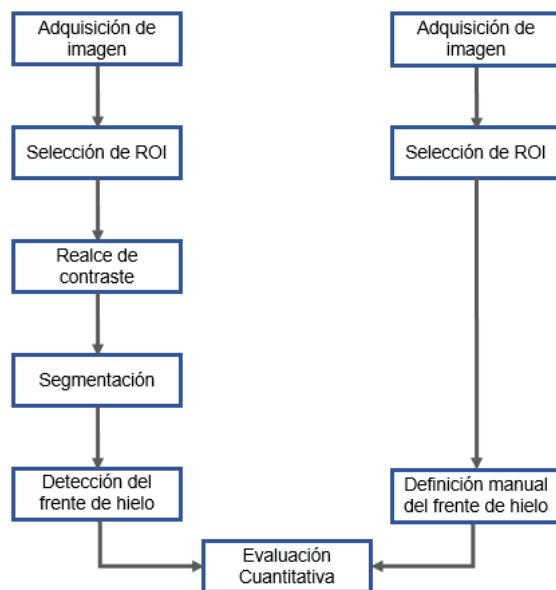 Adquisición de
imagen
Adquisición de
imagen
Selección de ROI
Selección de ROI
Realce de
contraste
Segmentación
Detección del
frente de hielo
Definición manual
del frente de hielo
Evaluación
Cuantitativa